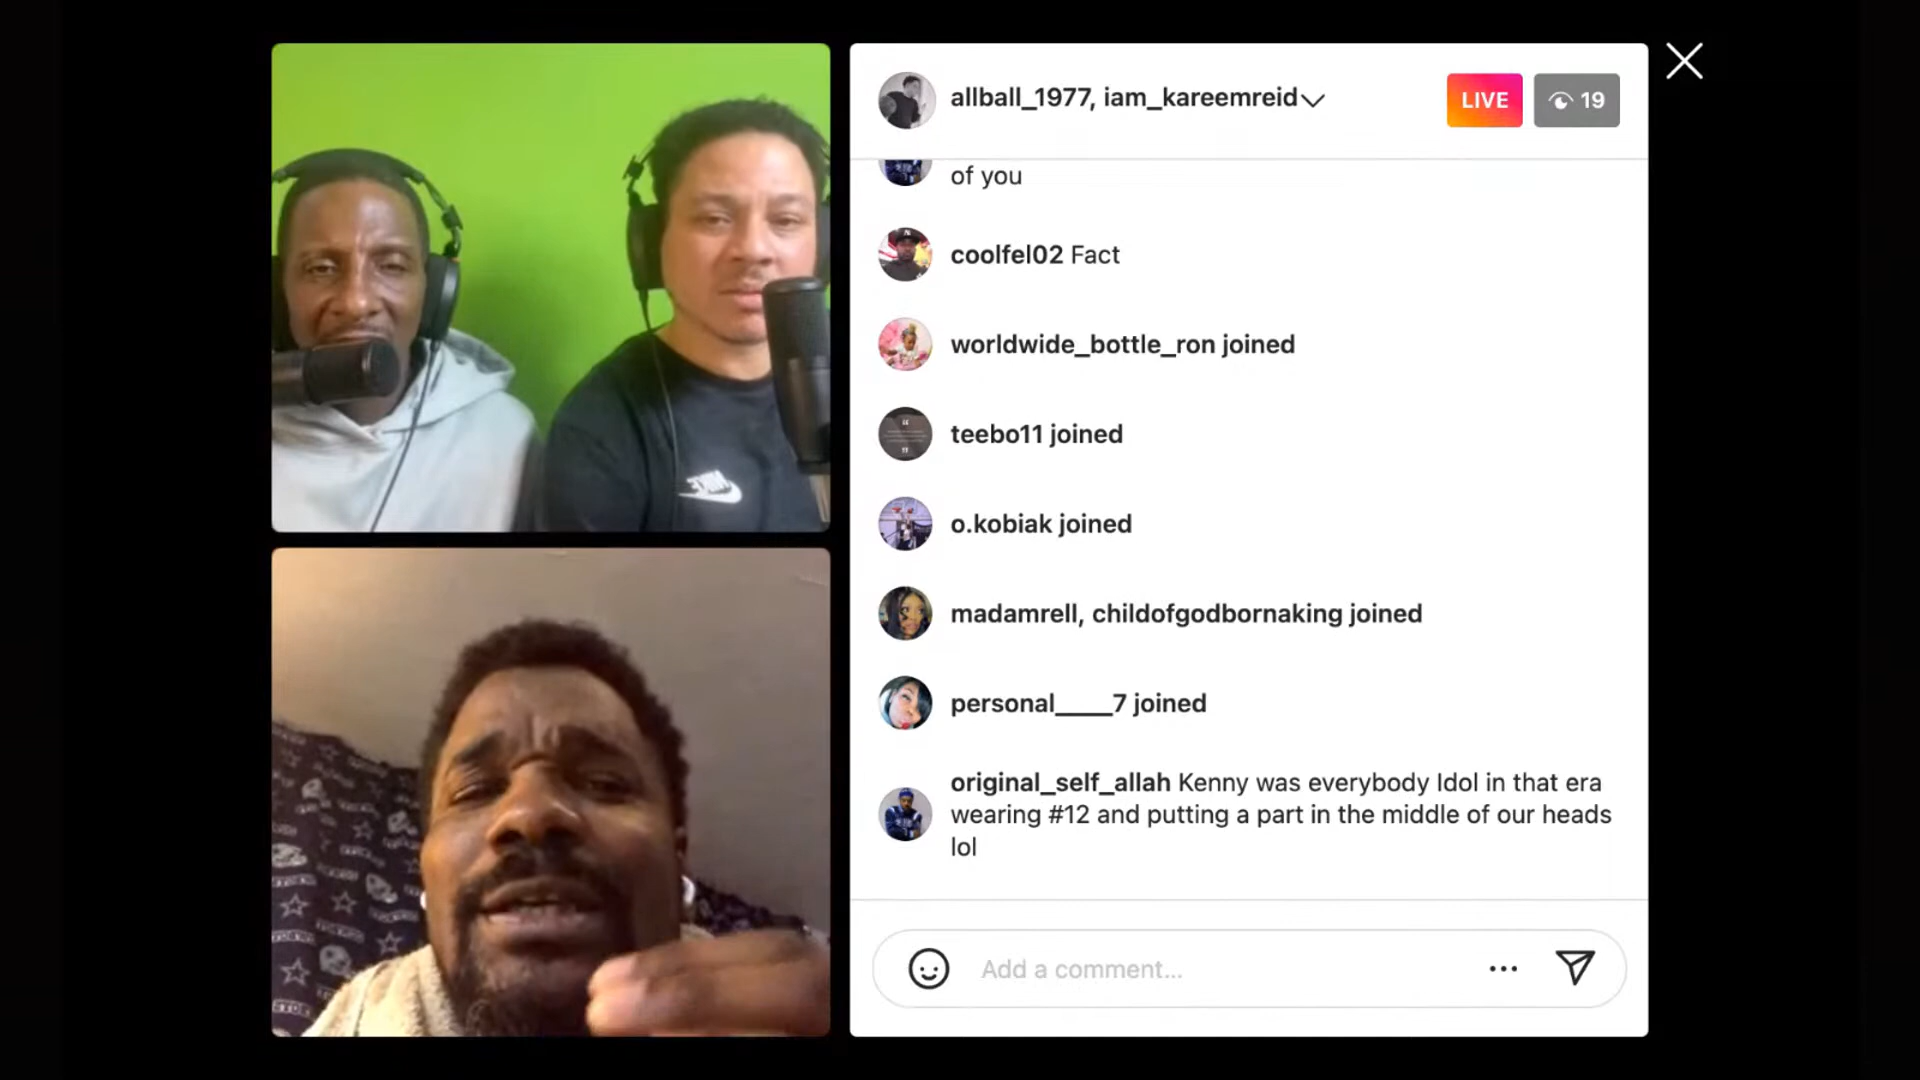 allball_1977, iam_kareemreid
LIVE
19
of you
coolfel02 Fact
worldwide_bottle_ron joined
teebo11 joined
o.kobiak joined
madamrell, childofgodbornaking joined
personal____7 joined
original_self_allah Kenny was everybody Idol in that era
wearing #12 and putting a part in the middle of our heads
lol
Add a comment...
NIKE